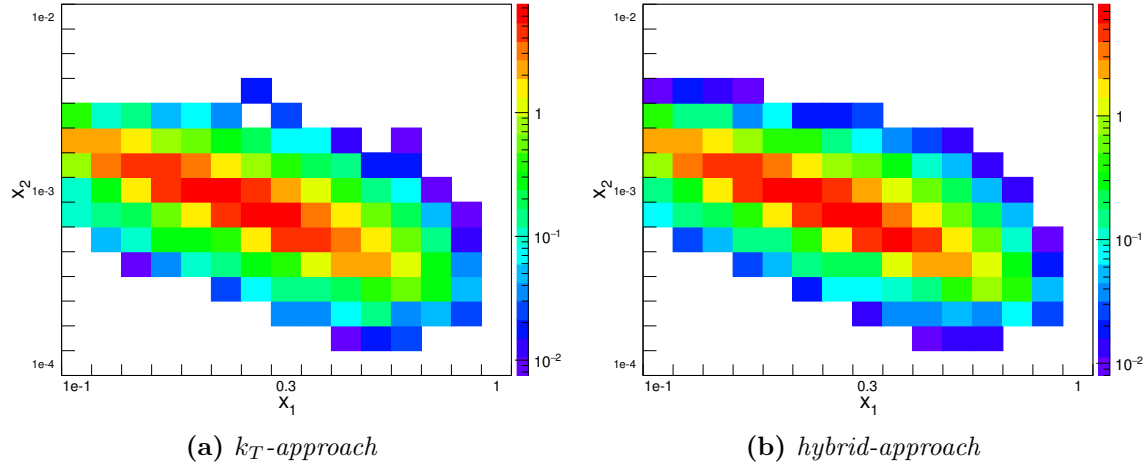 1e-2
1e-3
1e-4
x2
1e-1
0.3
1
x1
1
10⁻¹
10⁻²
(a) kT-approach
1e-2
1e-3
1e-4
x2
1e-1
0.3
1
x1
1
10⁻¹
10⁻²
(b) hybrid-approach